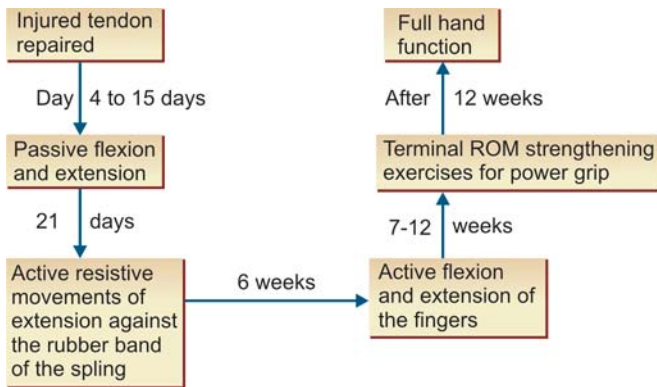 Injured tendon
repaired
Day 4 to 15 days
Passive flexion
and extension
21 days
Active resistive
movements of
extension against
the rubber band
of the spling
6 weeks
Active flexion
and extension of
the fingers
7-12 weeks
Terminal ROM strengthening
exercises for power grip
After 12 weeks
Full hand
function